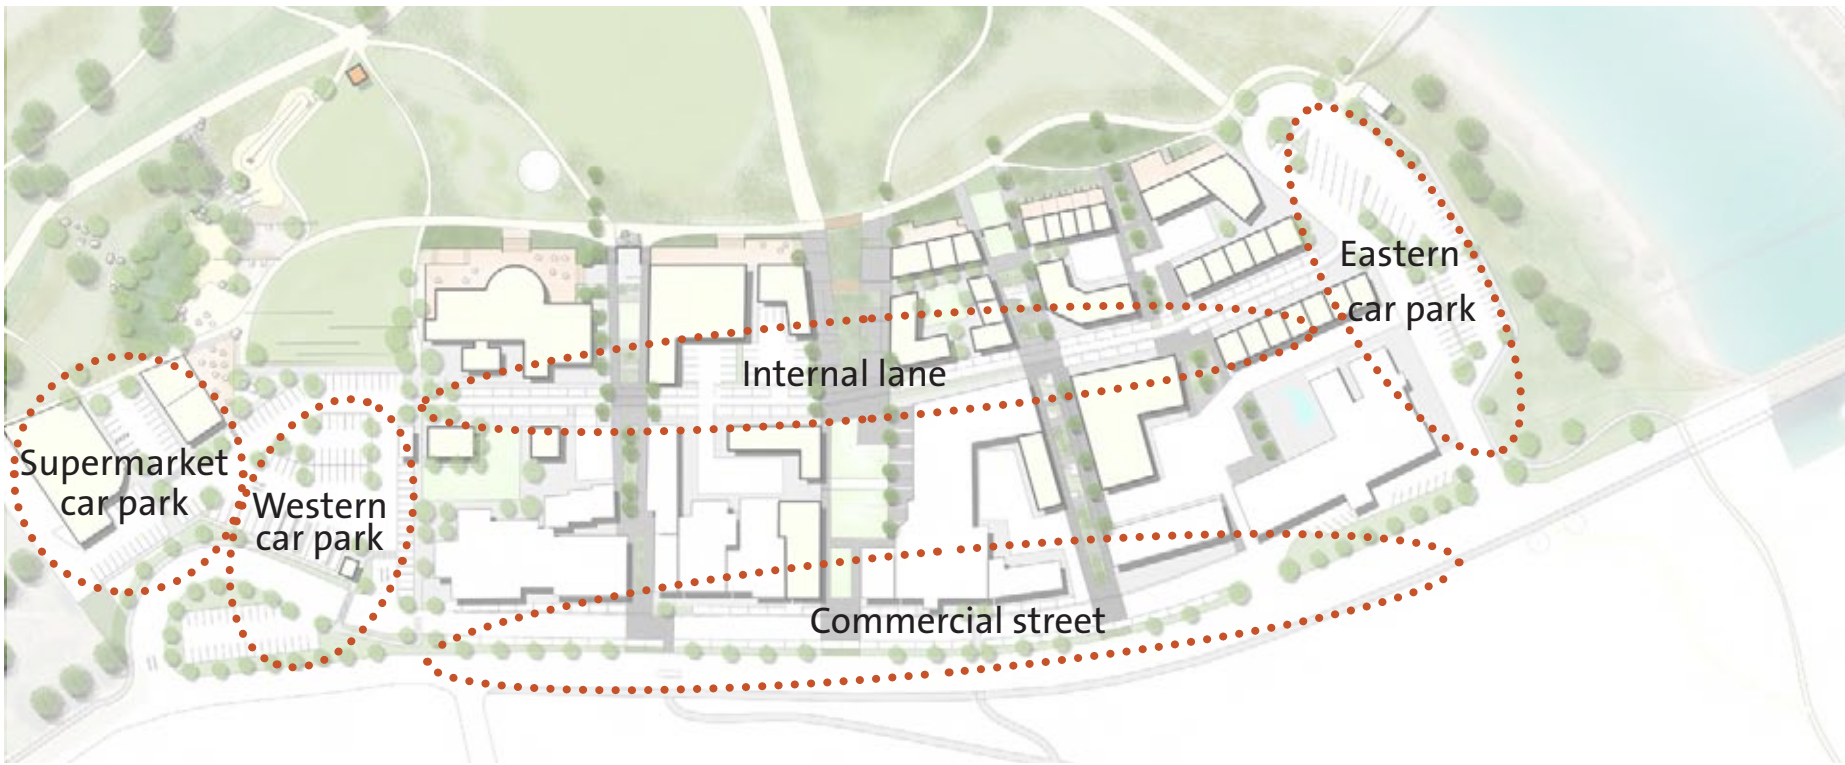 Eastern
car park
Internal lane
Supermarket
car park
Western
car park
Commercial street